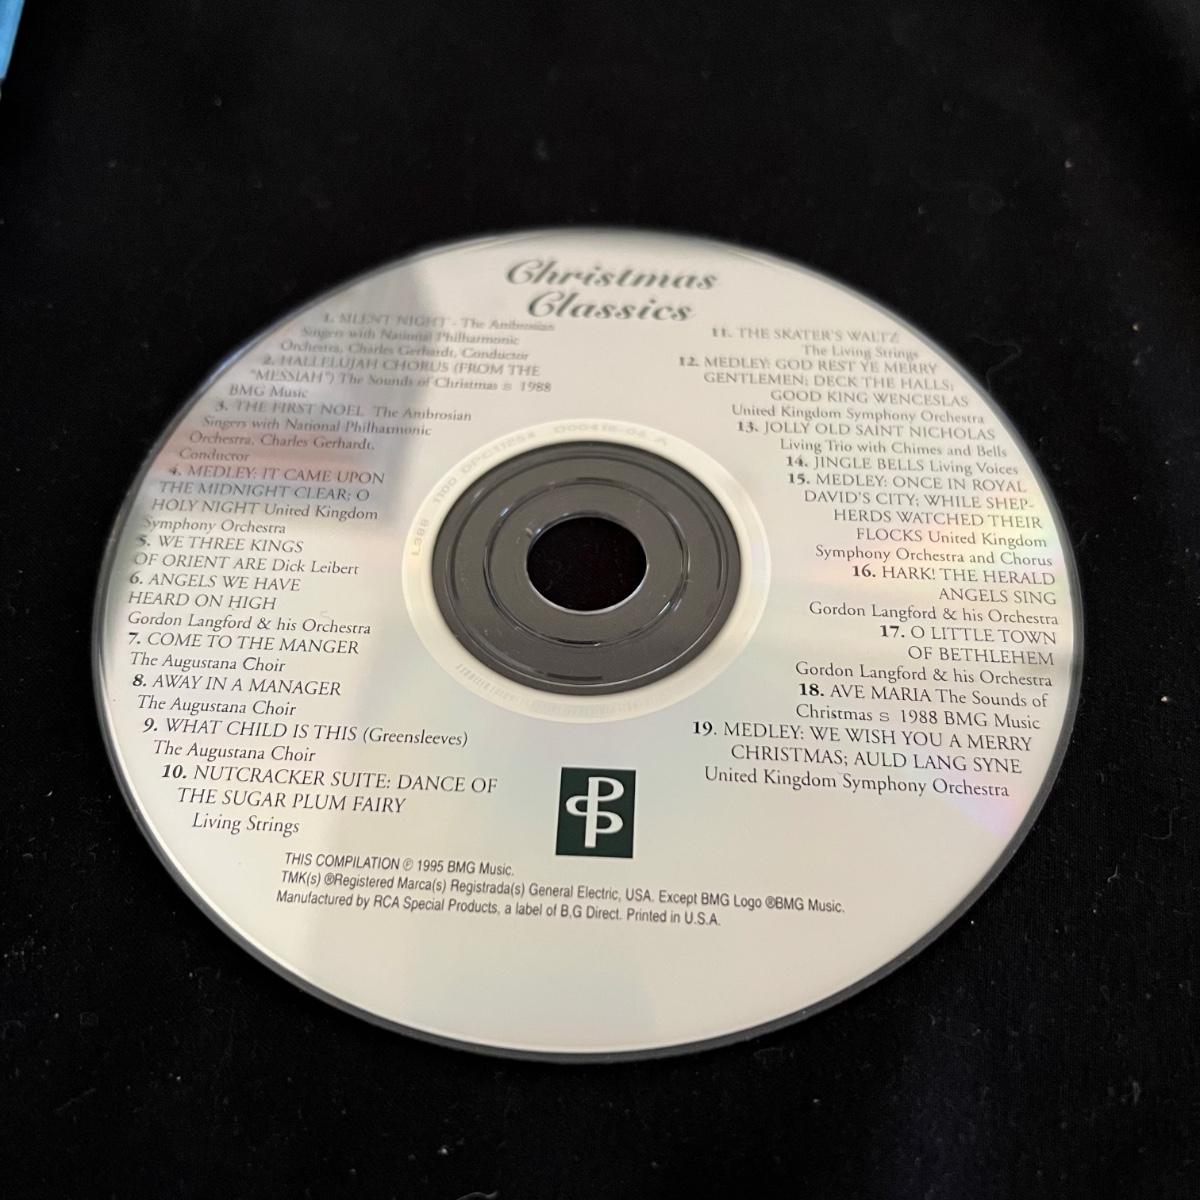 Christmas
Classics
1. SILENT NIGHT - The Ambrosian
Singers with National Philharmonic
Orchestra, Charles Gerhardt, Conductor
2. HALLELUJAH CHORUS (FROM THE
"MESSIAH") The Sounds of Christmas ℗ 1988
BMG Music
3. THE FIRST NOEL The Ambrosian
Singers with National Philharmonic
Orchestra, Charles Gerhardt,
Conductor
4. MEDLEY: IT CAME UPON
THE MIDNIGHT CLEAR; O
HOLY NIGHT United Kingdom
Symphony Orchestra
5. WE THREE KINGS
OF ORIENT ARE Dick Leibert
6. ANGELS WE HAVE
HEARD ON HIGH
Gordon Langford & his Orchestra
7. COME TO THE MANGER
The Augustana Choir
8. AWAY IN A MANAGER
The Augustana Choir
9. WHAT CHILD IS THIS (Greensleeves)
The Augustana Choir
10. NUTCRACKER SUITE: DANCE OF
THE SUGAR PLUM FAIRY
Living Strings
11. THE SKATER'S WALTZ
The Living Strings
12. MEDLEY: GOD REST YE MERRY
GENTLEMEN; DECK THE HALLS;
GOOD KING WENCESLAS
United Kingdom Symphony Orchestra
13. JOLLY OLD SAINT NICHOLAS
Living Trio with Chimes and Bells
14. JINGLE BELLS Living Voices
15. MEDLEY: ONCE IN ROYAL
DAVID'S CITY; WHILE SHEP-
HERDS WATCHED THEIR
FLOCKS United Kingdom
Symphony Orchestra and Chorus
16. HARK! THE HERALD
ANGELS SING
Gordon Langford & his Orchestra
17. O LITTLE TOWN
OF BETHLEHEM
Gordon Langford & his Orchestra
18. AVE MARIA The Sounds of
Christmas s 1988 BMG Music
19. MEDLEY: WE WISH YOU A MERRY
CHRISTMAS; AULD LANG SYNE
United Kingdom Symphony Orchestra
L388 1100 DPC11254 D00418-04 A
THIS COMPILATION ℗ 1995 BMG Music.
TMK(s) ®Registered Marca(s) Registrada(s) General Electric, USA. Except BMG Logo ®BMG Music.
Manufactured by RCA Special Products, a label of B,G Direct. Printed in U.S.A.